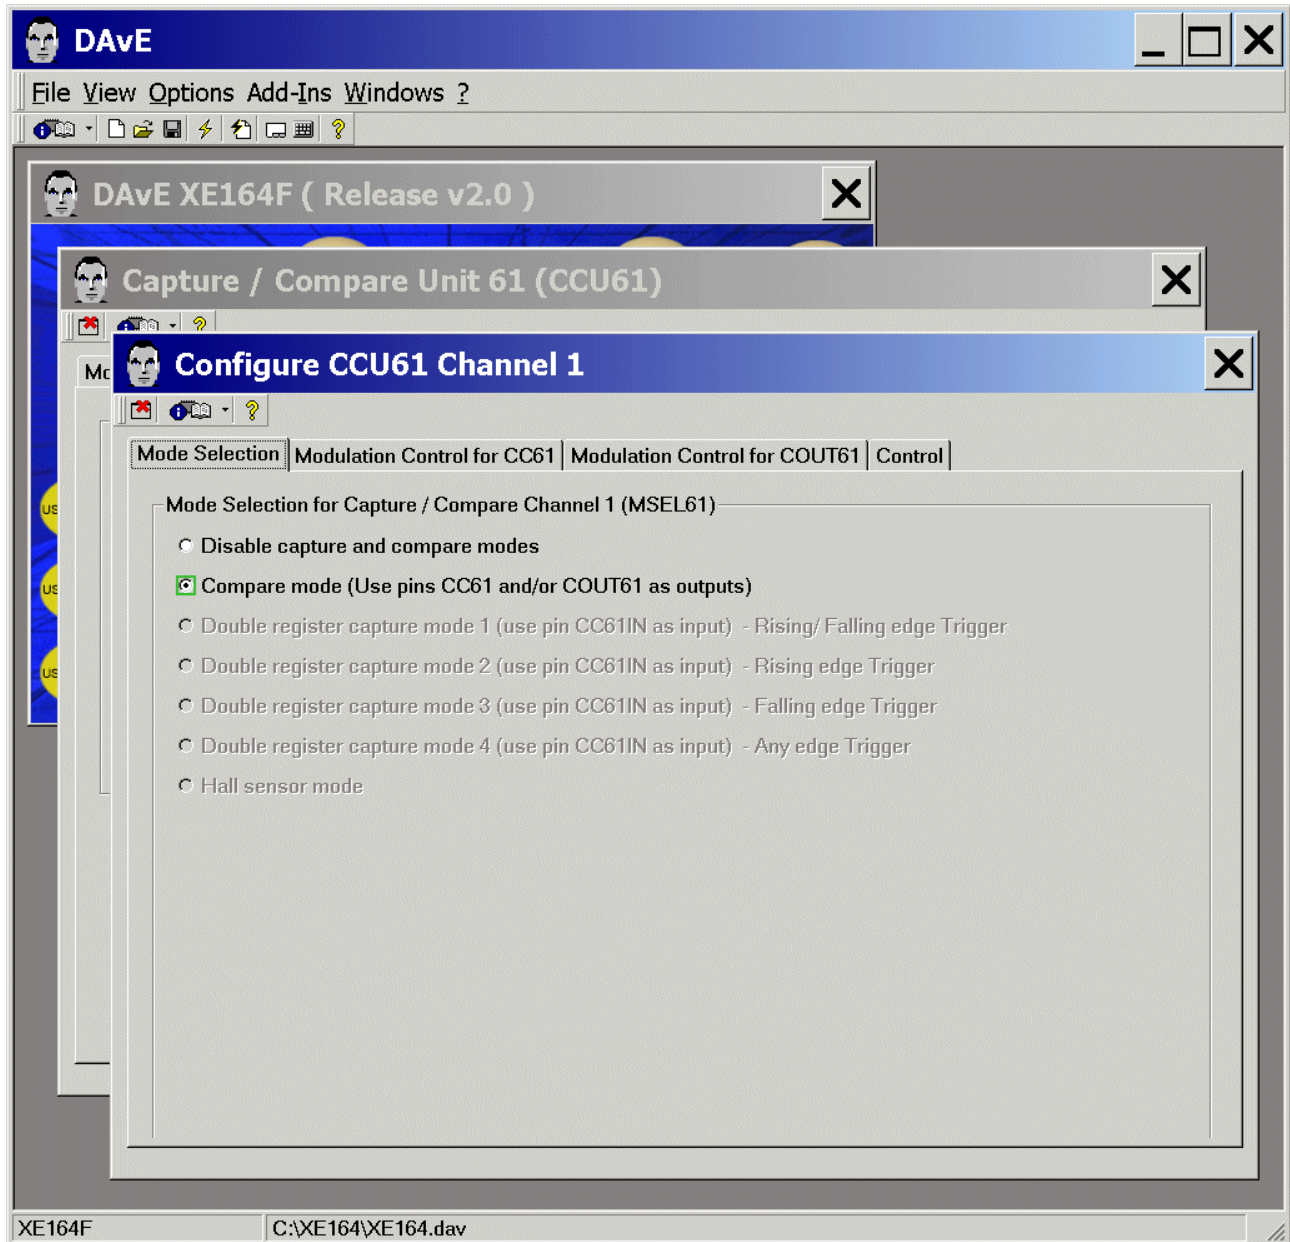 DAvE
File View Options Add-Ins Windows ?
DAvE XE164F ( Release v2.0 )
Capture / Compare Unit 61 (CCU61)
Mc
Configure CCU61 Channel 1
Mode Selection Modulation Control for CC61 Modulation Control for COUT61 Control
Mode Selection for Capture / Compare Channel 1 (MSEL61)
Disable capture and compare modes
Compare mode (Use pins CC61 and/or COUT61 as outputs)
Double register capture mode 1 (use pin CC61IN as input) - Rising/ Falling edge Trigger
Double register capture mode 2 (use pin CC61IN as input) - Rising edge Trigger
Double register capture mode 3 (use pin CC61IN as input) - Falling edge Trigger
Double register capture mode 4 (use pin CC61IN as input) - Any edge Trigger
Hall sensor mode
US
US
US
XE164F C:\XE164\XE164.dav